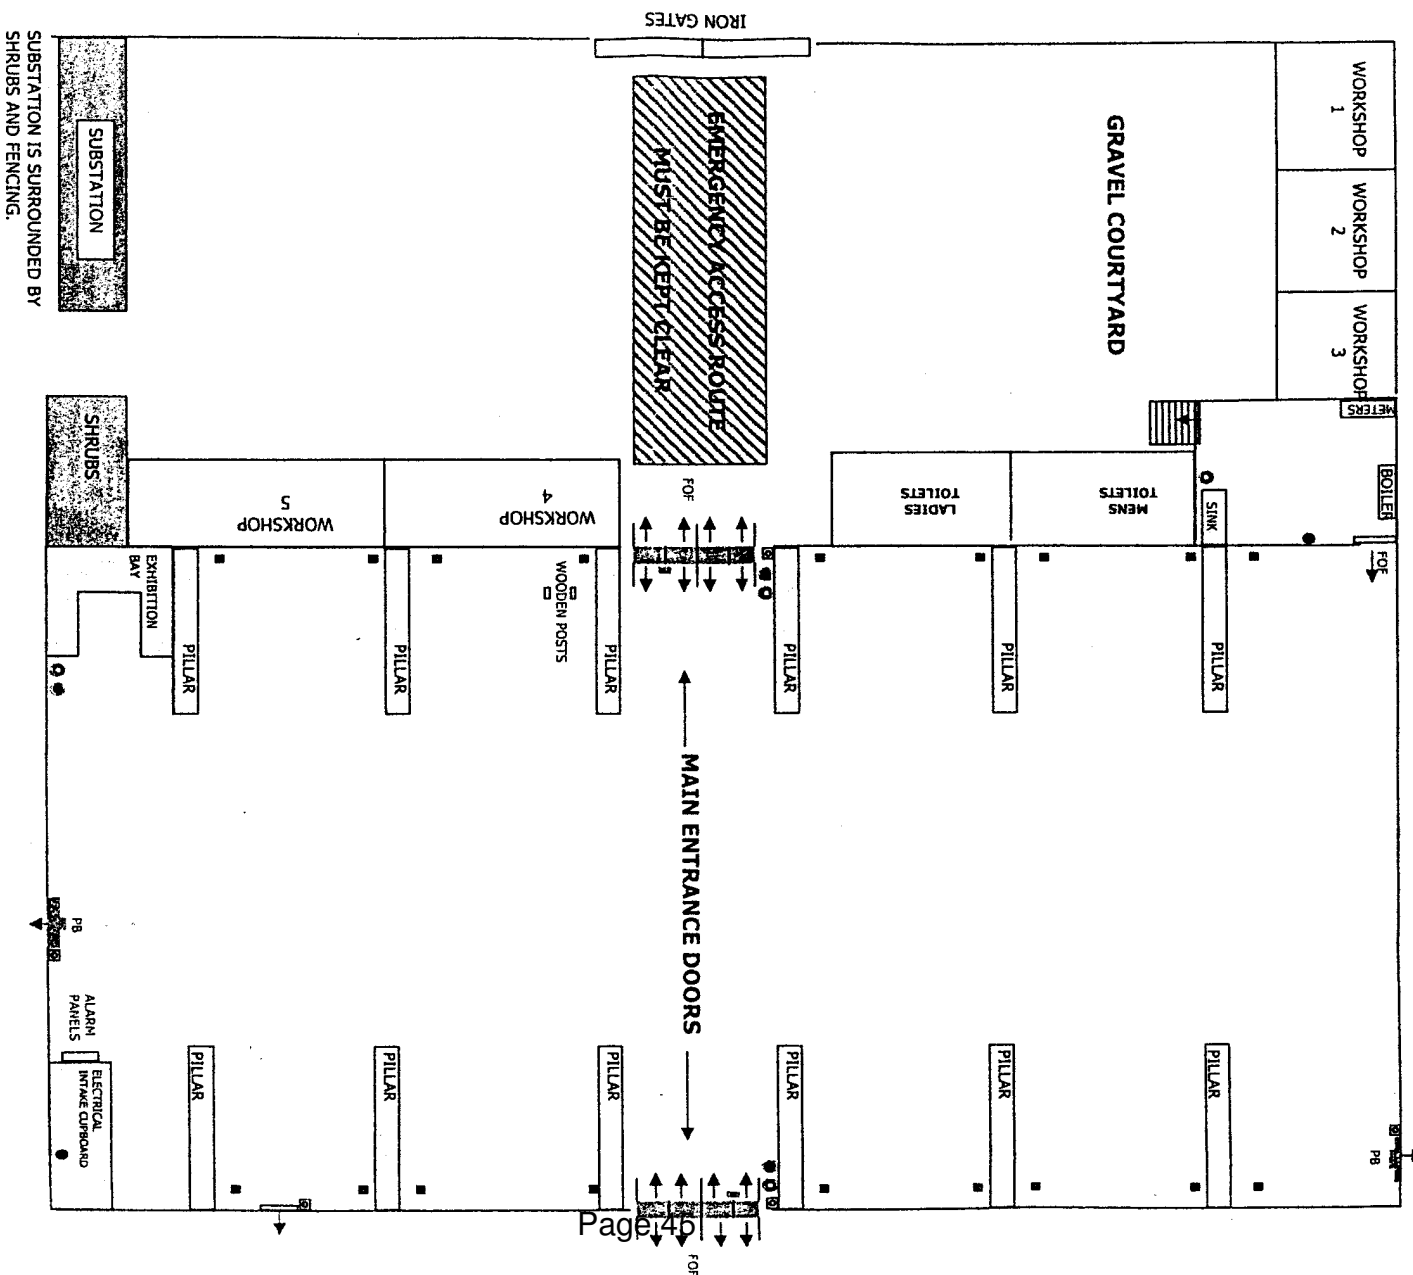 IRON GATES
SUBSTATION IS SURROUNDED BY
SHRUBS AND FENCING.
SUBSTATION
EMERGENCY ACCESS ROUTE
MUST BE KEPT CLEAR
GRAVEL COURTYARD
WORKSHOP
1
WORKSHOP
2
WORKSHOP
3
METERS
BOILER
SHRUBS
WORKSHOP
5
WORKSHOP
4
FOF
LADIES
TOILETS
MENS
TOILETS
SINK
FOF
EXHIBITION
BAY
WOODEN POSTS
PILLAR
PILLAR
PILLAR
PILLAR
PILLAR
PILLAR
MAIN ENTRANCE DOORS
PB
ALARM
PANELS
ELECTRICAL
INTAKE CUPBOARD
PILLAR
PILLAR
PILLAR
PILLAR
PILLAR
PILLAR
PB
Page 46
FOF